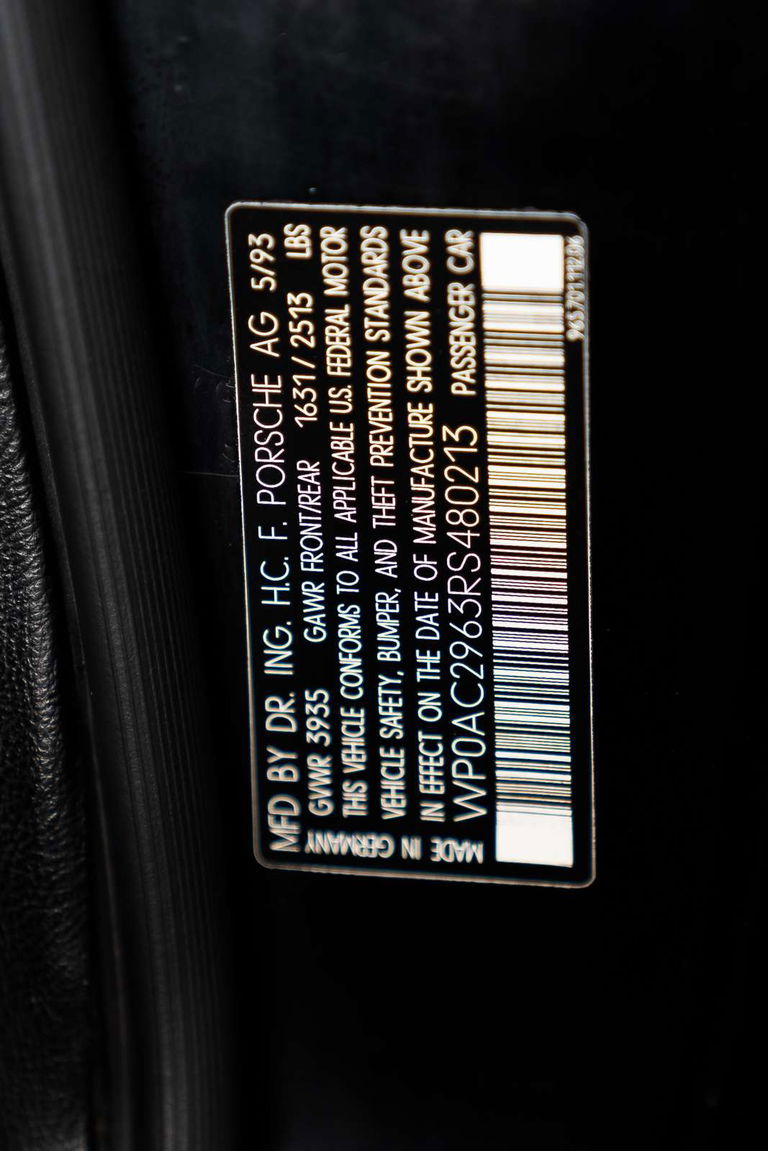 MFD BY DR. ING. H.C. F. PORSCHE AG 5/93
GVWR 3935 GAWR FRONT/REAR 1631/2513 LBS
THIS VEHICLE CONFORMS TO ALL APPLICABLE U.S. FEDERAL MOTOR
VEHICLE SAFETY, BUMPER, AND THEFT PREVENTION STANDARDS
IN EFFECT ON THE DATE OF MANUFACTURE SHOWN ABOVE
WP0AC2963RS480213 PASSENGER CAR
MADE IN GERMANY